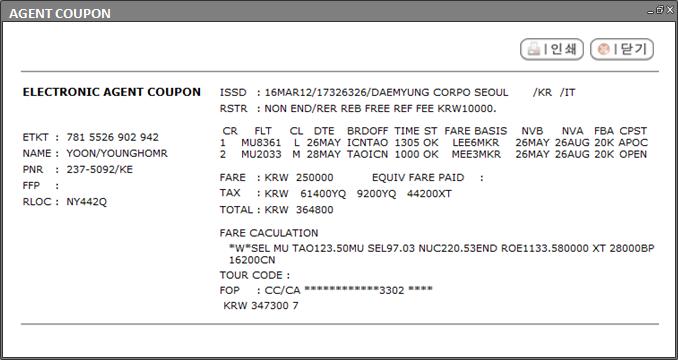 AGENT COUPON
인쇄 닫기
ELECTRONIC AGENT COUPON
ETKT : 781 5526 902 942
NAME : YOON/YOUNGHOMR
PNR : 237-5092/KE
FFP :
RLOC : NY442Q
ISSD : 16MAR12/17326326/DAEMYUNG CORPO SEOUL /KR /IT
RSTR : NON END/RER REB FREE REF FEE KRW10000.
CR FLT CL DTE BRDOFF TIME ST FARE BASIS NVB NVA FBA CPST
1 MU8361 L 26MAY ICNTAO 1305 OK LEE6MKR 26MAY 26AUG 20K APOC
2 MU2033 M 28MAY TAOICN 1000 OK MEE3MKR 26MAY 26AUG 20K OPEN
FARE : KRW 250000 EQUIV FARE PAID :
TAX : KRW 61400YQ 9200YQ 44200XT
TOTAL : KRW 364800
FARE CACULATION
*W*SEL MU TAO123.50MU SEL97.03 NUC220.53END ROE1133.580000 XT 28000BP
16200CN
TOUR CODE :
FOP : CC/CA ************3302 ****
KRW 347300 7